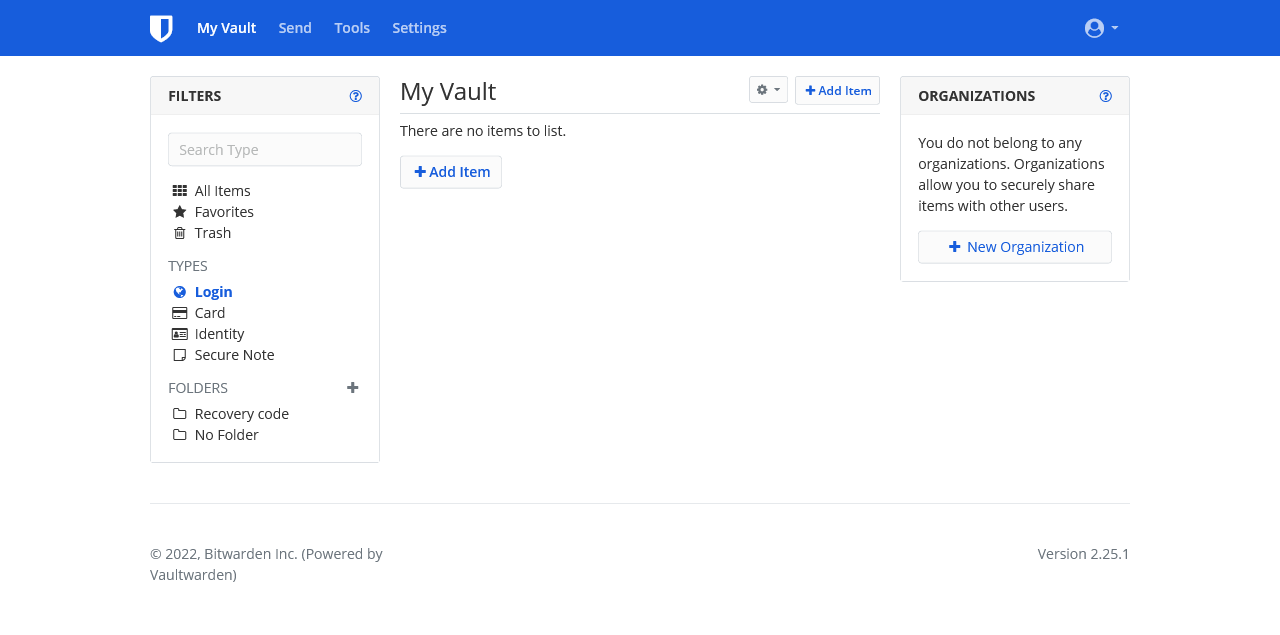 My Vault
Send
Tools
Settings
FILTERS
Search Type
All Items
Favorites
Trash
TYPES
Login
Card
Identity
Secure Note
FOLDERS
Recovery code
No Folder
My Vault
Add Item
There are no items to list.
Add Item
ORGANIZATIONS
You do not belong to any
organizations. Organizations
allow you to securely share
items with other users.
New Organization
© 2022, Bitwarden Inc. (Powered by
Vaultwarden)
Version 2.25.1